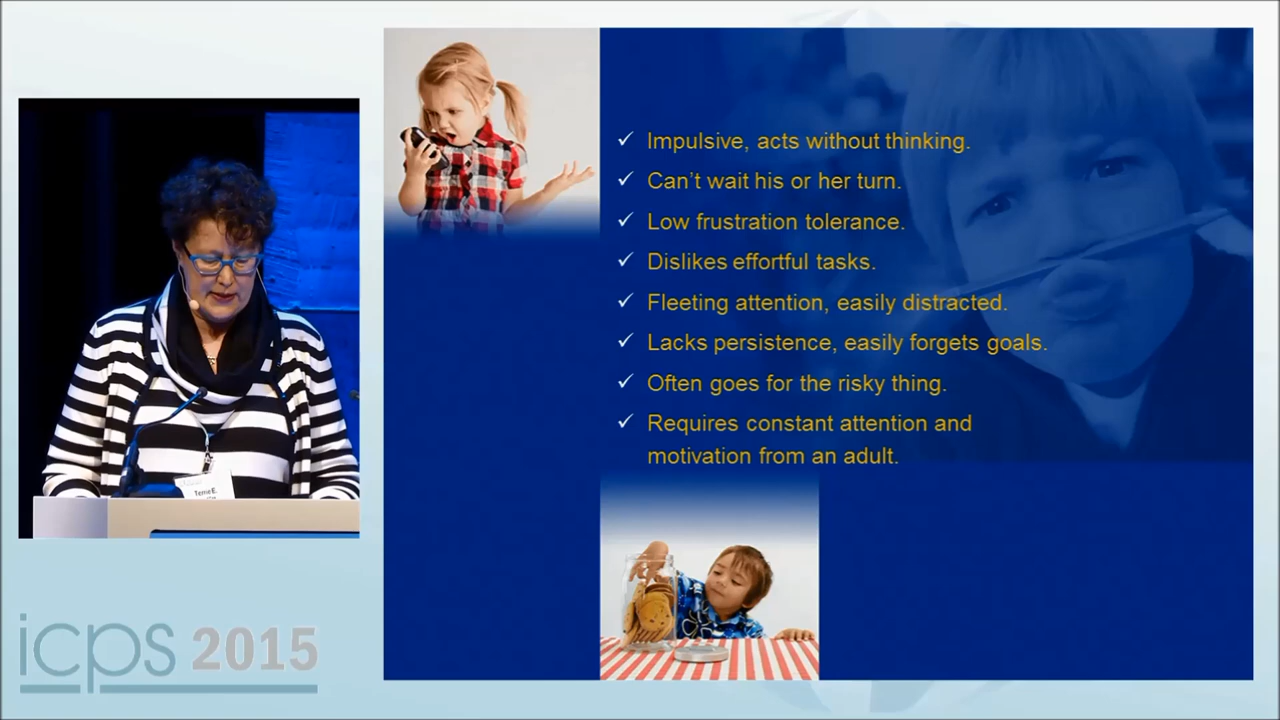 Impulsive, acts without thinking.
Can't wait his or her turn.
Low frustration tolerance.
Dislikes effortful tasks.
Fleeting attention, easily distracted.
Lacks persistence, easily forgets goals.
Often goes for the risky thing.
Requires constant attention and
motivation from an adult.
Terrie E.
icps 2015